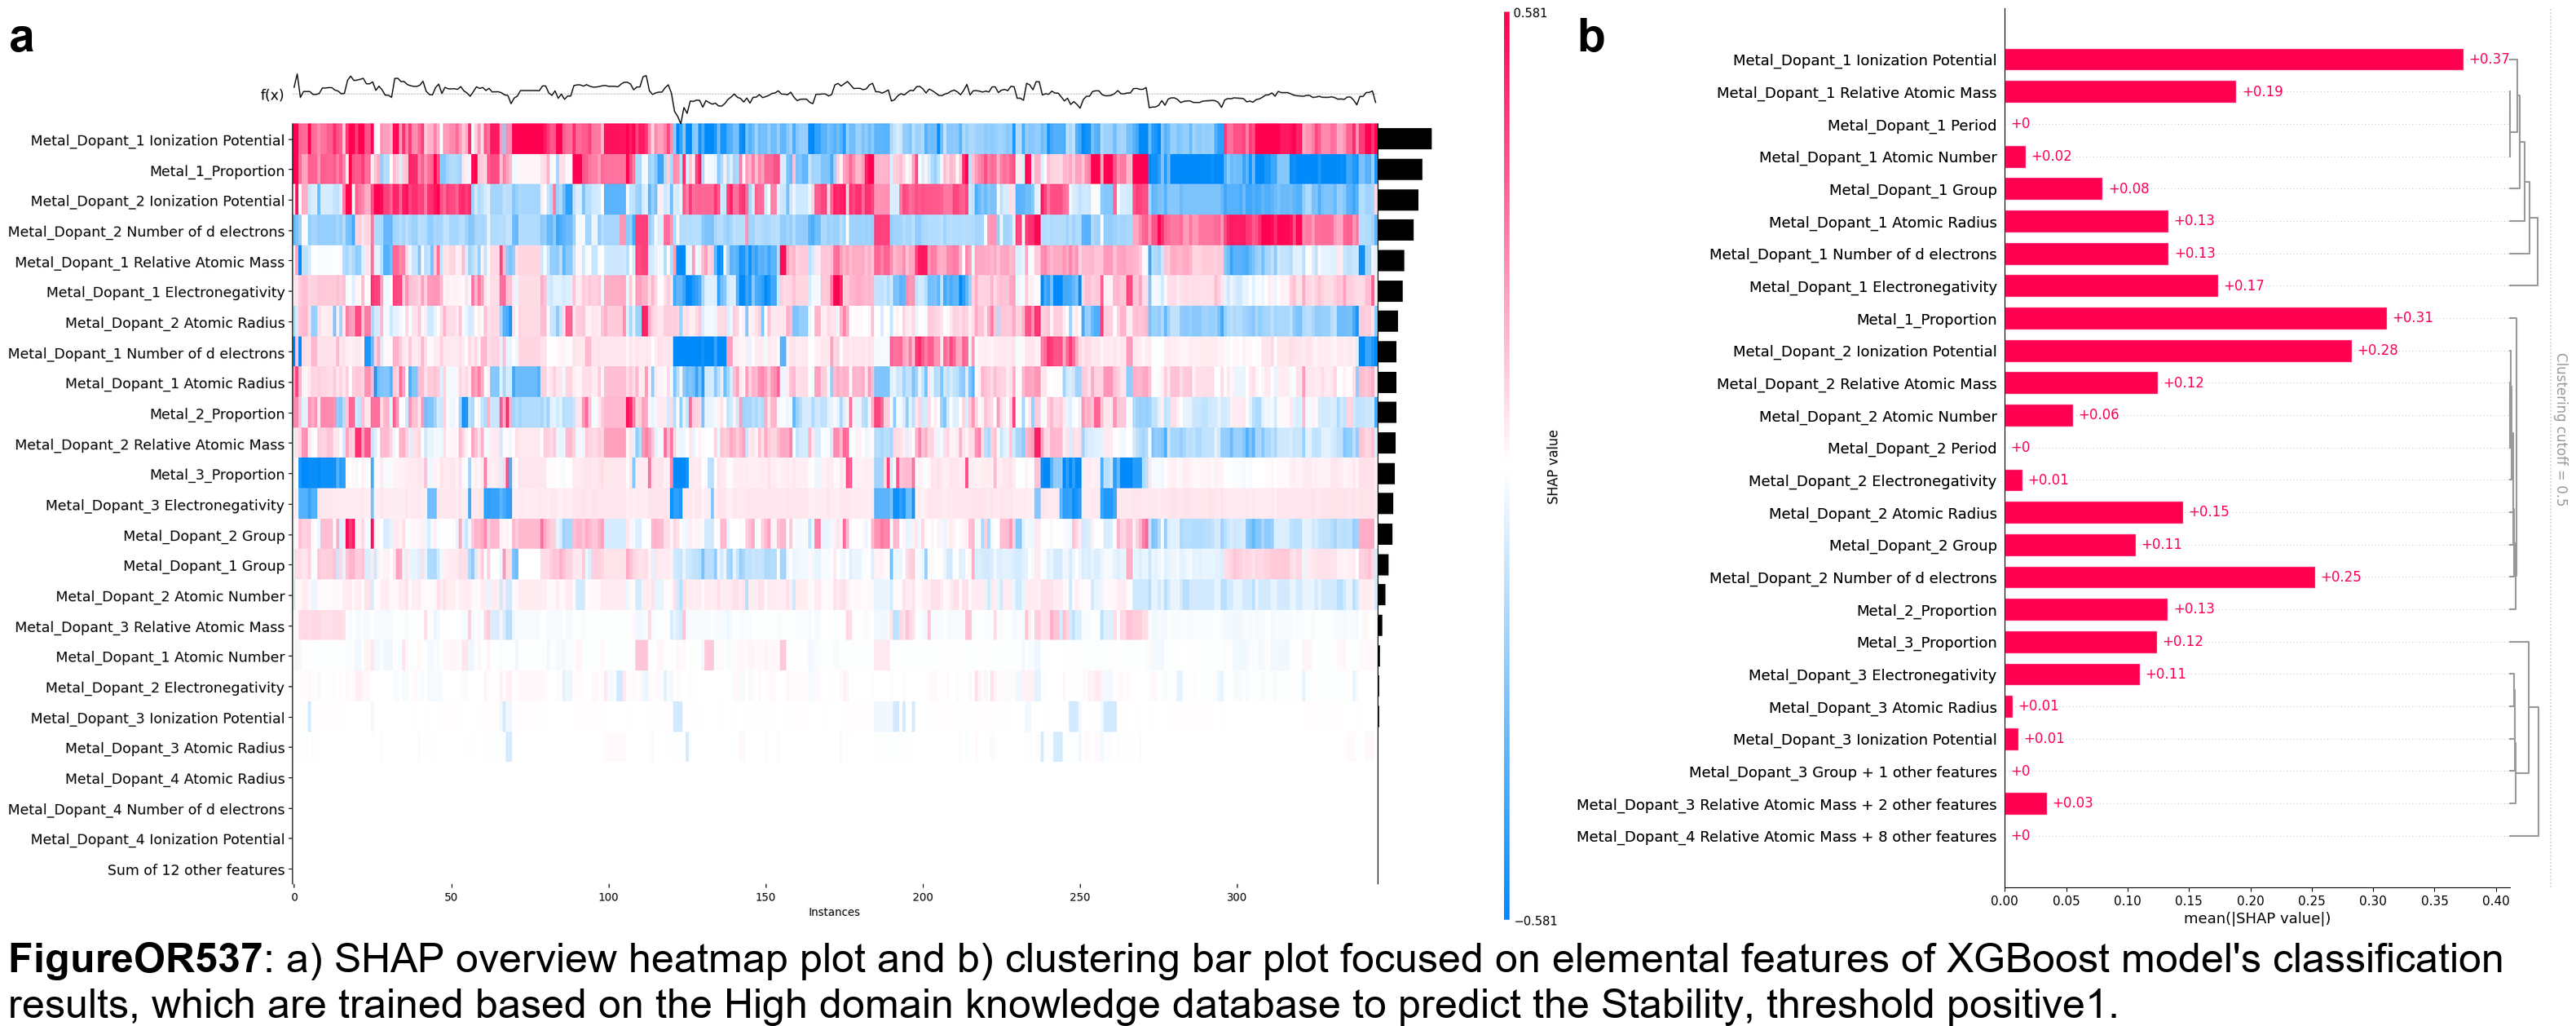 a
f(x)
Metal_Dopant_1 Ionization Potential
Metal_1_Proportion
Metal_Dopant_2 Ionization Potential
Metal_Dopant_2 Number of d electrons
Metal_Dopant_1 Relative Atomic Mass
Metal_Dopant_1 Electronegativity
Metal_Dopant_2 Atomic Radius
Metal_Dopant_1 Number of d electrons
Metal_Dopant_1 Atomic Radius
Metal_2_Proportion
Metal_Dopant_2 Relative Atomic Mass
Metal_3_Proportion
Metal_Dopant_3 Electronegativity
Metal_Dopant_2 Group
Metal_Dopant_1 Group
Metal_Dopant_2 Atomic Number
Metal_Dopant_3 Relative Atomic Mass
Metal_Dopant_1 Atomic Number
Metal_Dopant_2 Electronegativity
Metal_Dopant_3 Ionization Potential
Metal_Dopant_3 Atomic Radius
Metal_Dopant_4 Atomic Radius
Metal_Dopant_4 Number of d electrons
Metal_Dopant_4 Ionization Potential
Sum of 12 other features
0 50 100 150 200 250 300
Instances
0.581
SHAP value
−0.581
b
Metal_Dopant_1 Ionization Potential +0.37
Metal_Dopant_1 Relative Atomic Mass +0.19
Metal_Dopant_1 Period +0
Metal_Dopant_1 Atomic Number +0.02
Metal_Dopant_1 Group +0.08
Metal_Dopant_1 Atomic Radius +0.13
Metal_Dopant_1 Number of d electrons +0.13
Metal_Dopant_1 Electronegativity +0.17
Metal_1_Proportion +0.31
Metal_Dopant_2 Ionization Potential +0.28
Metal_Dopant_2 Relative Atomic Mass +0.12
Metal_Dopant_2 Atomic Number +0.06
Metal_Dopant_2 Period +0
Metal_Dopant_2 Electronegativity +0.01
Metal_Dopant_2 Atomic Radius +0.15
Metal_Dopant_2 Group +0.11
Metal_Dopant_2 Number of d electrons +0.25
Metal_2_Proportion +0.13
Metal_3_Proportion +0.12
Metal_Dopant_3 Electronegativity +0.11
Metal_Dopant_3 Atomic Radius +0.01
Metal_Dopant_3 Ionization Potential +0.01
Metal_Dopant_3 Group + 1 other features +0
Metal_Dopant_3 Relative Atomic Mass + 2 other features +0.03
Metal_Dopant_4 Relative Atomic Mass + 8 other features +0
0.00 0.05 0.10 0.15 0.20 0.25 0.30 0.35 0.40
mean(|SHAP value|)
Clustering cutoff = 0.5
FigureOR537: a) SHAP overview heatmap plot and b) clustering bar plot focused on elemental features of XGBoost model's classification
results, which are trained based on the High domain knowledge database to predict the Stability, threshold positive1.